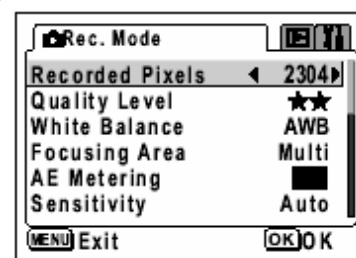 Rec. Mode
Recorded Pixels 2304
Quality Level ★★
White Balance AWB
Focusing Area Multi
AE Metering
Sensitivity Auto
MENU Exit OK OK